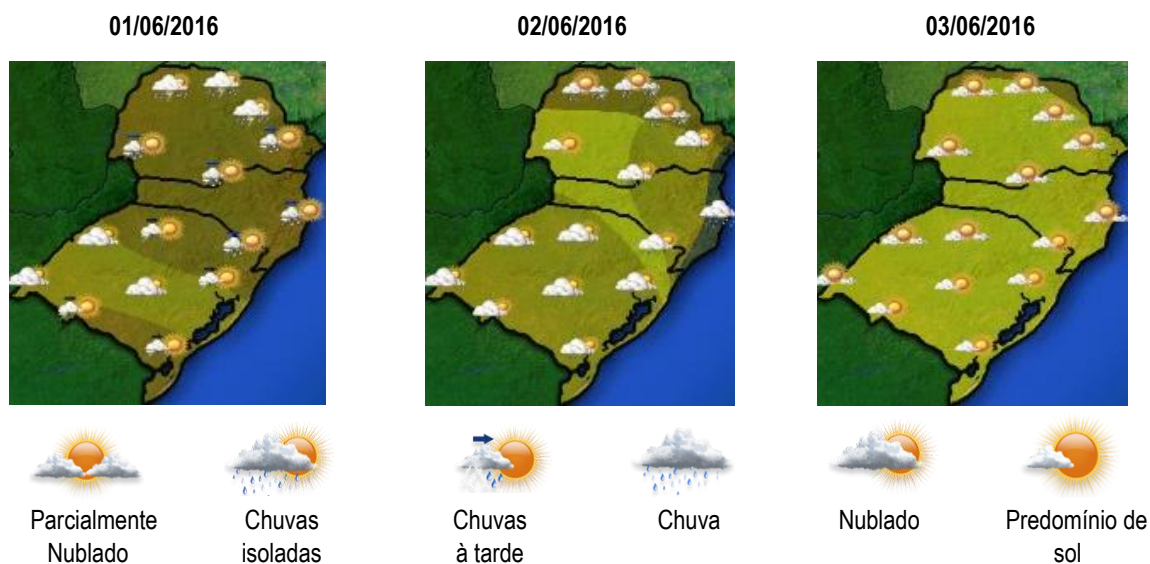 01/06/2016
02/06/2016
03/06/2016
Parcialmente
Nublado
Chuvas
isoladas
Chuvas
à tarde
Chuva
Nublado
Predomínio de
sol